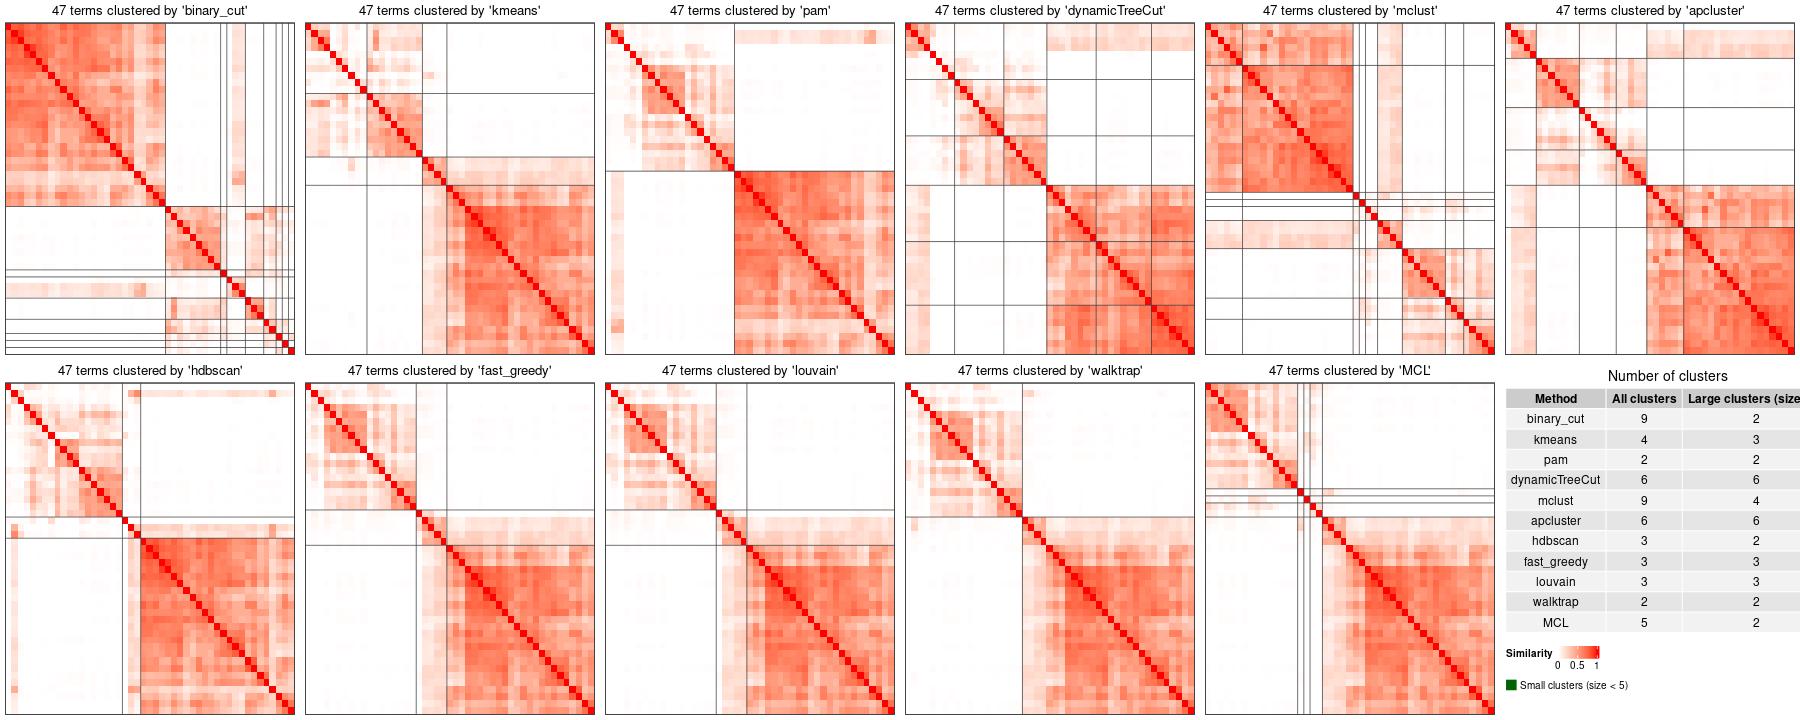 47 terms clustered by 'binary_cut'
47 terms clustered by 'kmeans'
47 terms clustered by 'pam'
47 terms clustered by 'dynamicTreeCut'
47 terms clustered by 'mclust'
47 terms clustered by 'apcluster'
47 terms clustered by 'hdbscan'
47 terms clustered by 'fast_greedy'
47 terms clustered by 'louvain'
47 terms clustered by 'walktrap'
47 terms clustered by 'MCL'
Number of clusters
Method All clusters Large clusters (size
binary_cut 9 2
kmeans 4 3
pam 2 2
dynamicTreeCut 6 6
mclust 9 4
apcluster 6 6
hdbscan 3 2
fast_greedy 3 3
louvain 3 3
walktrap 2 2
MCL 5 2
Similarity
0 0.5 1
Small clusters (size < 5)